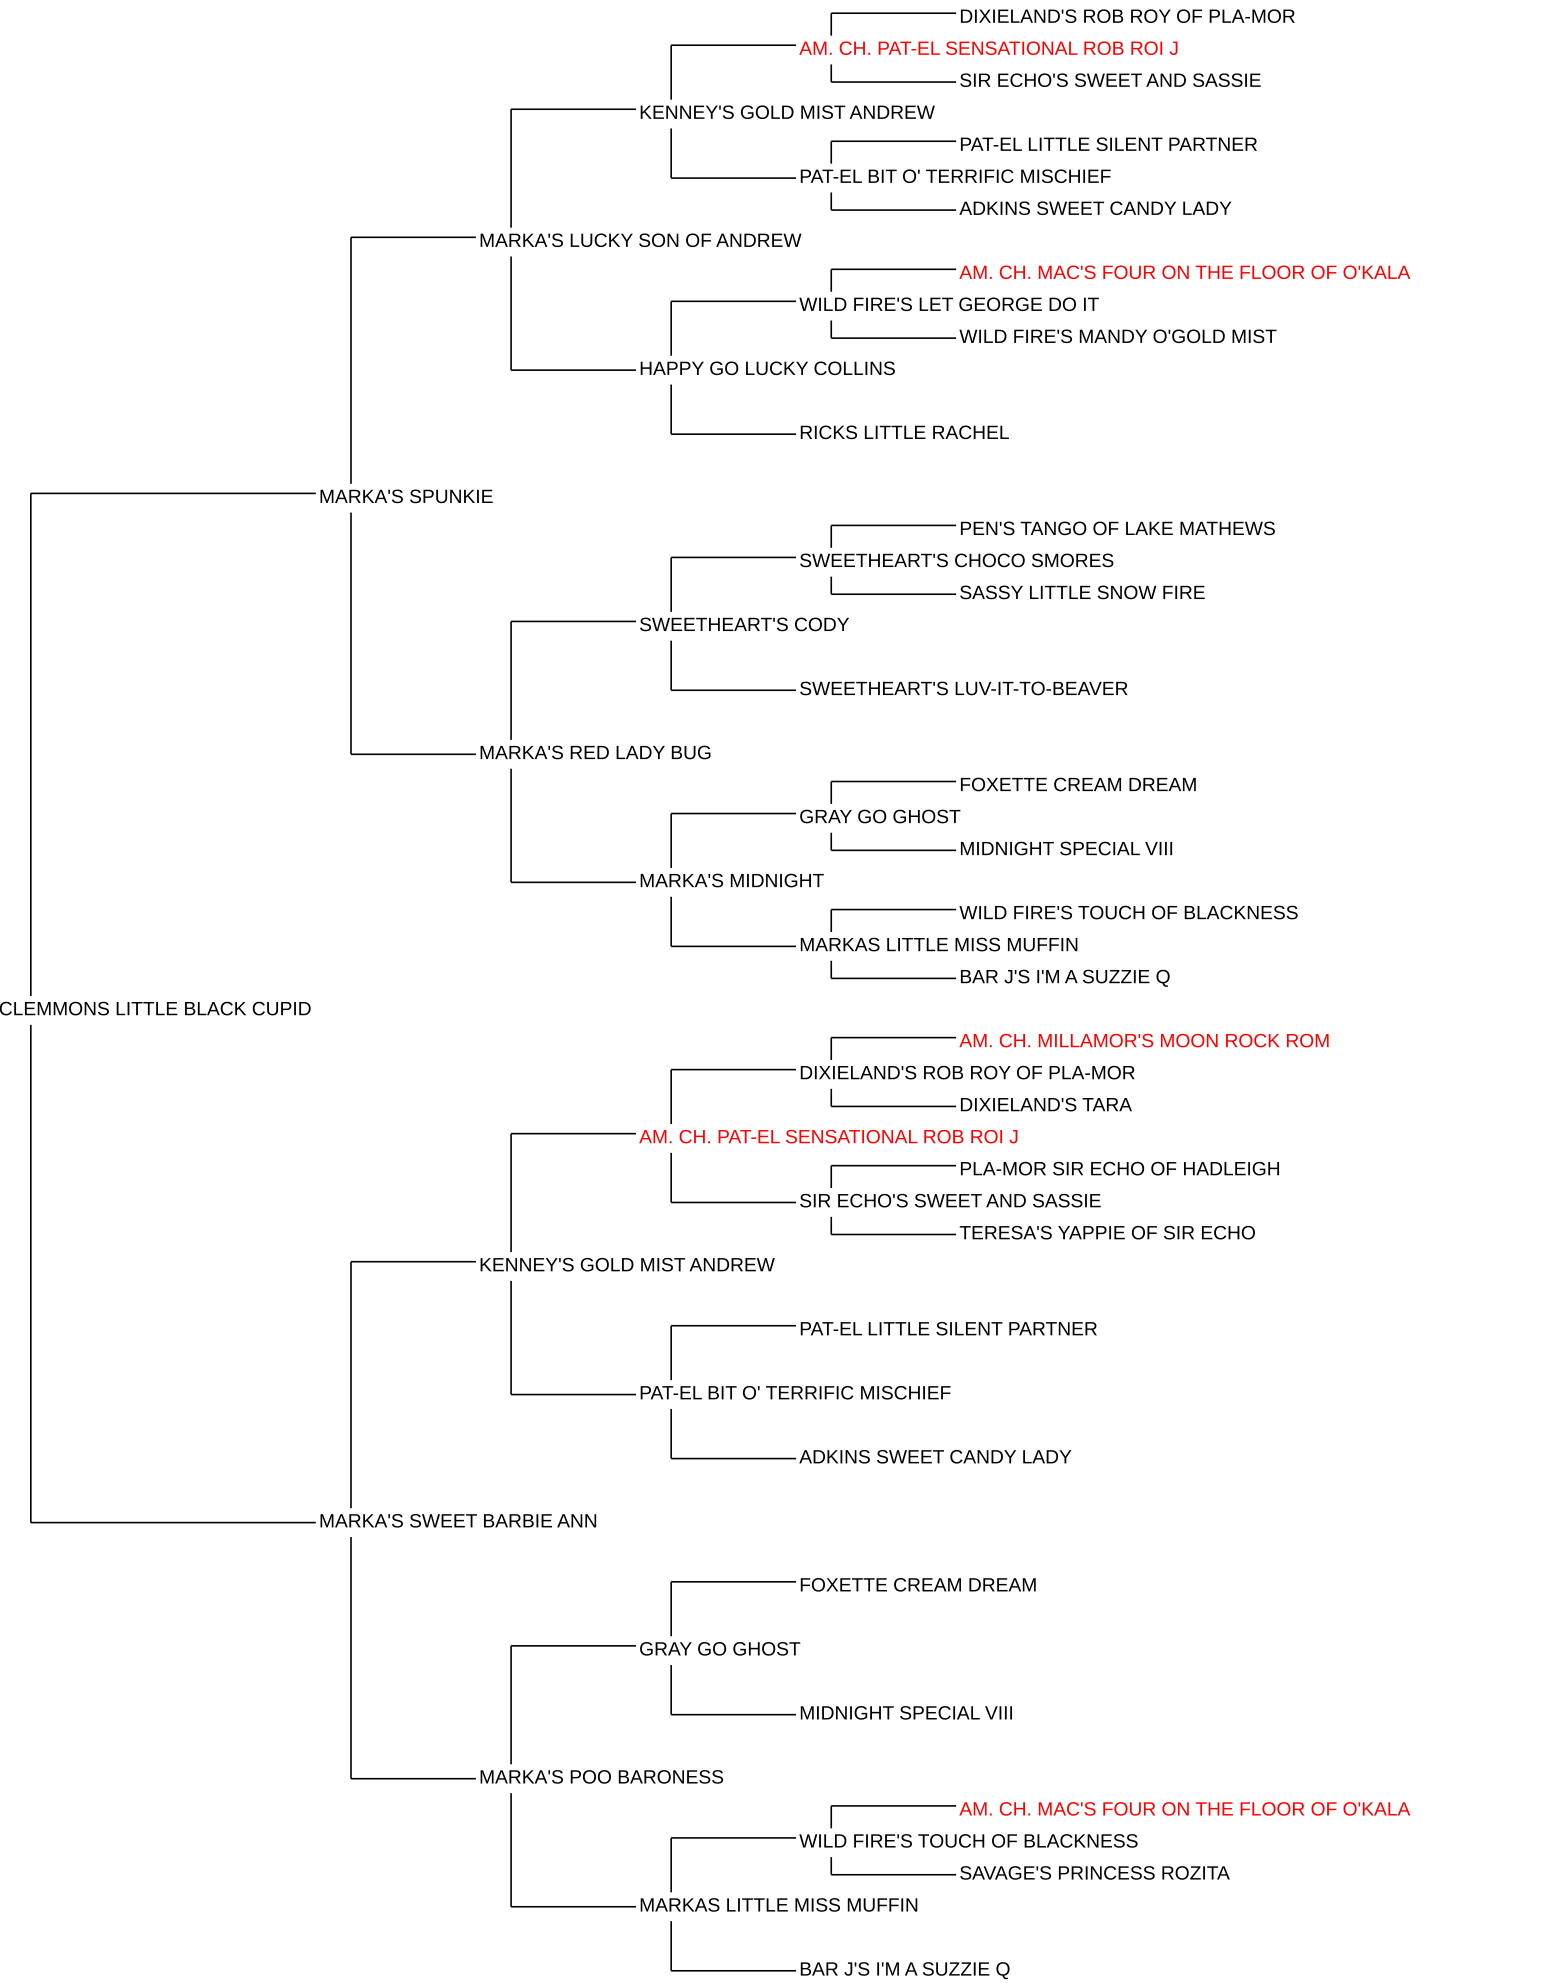 DIXIELAND'S ROB ROY OF PLA-MOR
AM. CH. PAT-EL SENSATIONAL ROB ROI J
SIR ECHO'S SWEET AND SASSIE
KENNEY'S GOLD MIST ANDREW
PAT-EL LITTLE SILENT PARTNER
PAT-EL BIT O' TERRIFIC MISCHIEF
ADKINS SWEET CANDY LADY
MARKA'S LUCKY SON OF ANDREW
AM. CH. MAC'S FOUR ON THE FLOOR OF O'KALA
WILD FIRE'S LET GEORGE DO IT
WILD FIRE'S MANDY O'GOLD MIST
HAPPY GO LUCKY COLLINS
RICKS LITTLE RACHEL
MARKA'S SPUNKIE
PEN'S TANGO OF LAKE MATHEWS
SWEETHEART'S CHOCO SMORES
SASSY LITTLE SNOW FIRE
SWEETHEART'S CODY
SWEETHEART'S LUV-IT-TO-BEAVER
MARKA'S RED LADY BUG
FOXETTE CREAM DREAM
GRAY GO GHOST
MIDNIGHT SPECIAL VIII
MARKA'S MIDNIGHT
WILD FIRE'S TOUCH OF BLACKNESS
MARKAS LITTLE MISS MUFFIN
BAR J'S I'M A SUZZIE Q
CLEMMONS LITTLE BLACK CUPID
AM. CH. MILLAMOR'S MOON ROCK ROM
DIXIELAND'S ROB ROY OF PLA-MOR
DIXIELAND'S TARA
AM. CH. PAT-EL SENSATIONAL ROB ROI J
PLA-MOR SIR ECHO OF HADLEIGH
SIR ECHO'S SWEET AND SASSIE
TERESA'S YAPPIE OF SIR ECHO
KENNEY'S GOLD MIST ANDREW
PAT-EL LITTLE SILENT PARTNER
PAT-EL BIT O' TERRIFIC MISCHIEF
ADKINS SWEET CANDY LADY
MARKA'S SWEET BARBIE ANN
FOXETTE CREAM DREAM
GRAY GO GHOST
MIDNIGHT SPECIAL VIII
MARKA'S POO BARONESS
AM. CH. MAC'S FOUR ON THE FLOOR OF O'KALA
WILD FIRE'S TOUCH OF BLACKNESS
SAVAGE'S PRINCESS ROZITA
MARKAS LITTLE MISS MUFFIN
BAR J'S I'M A SUZZIE Q